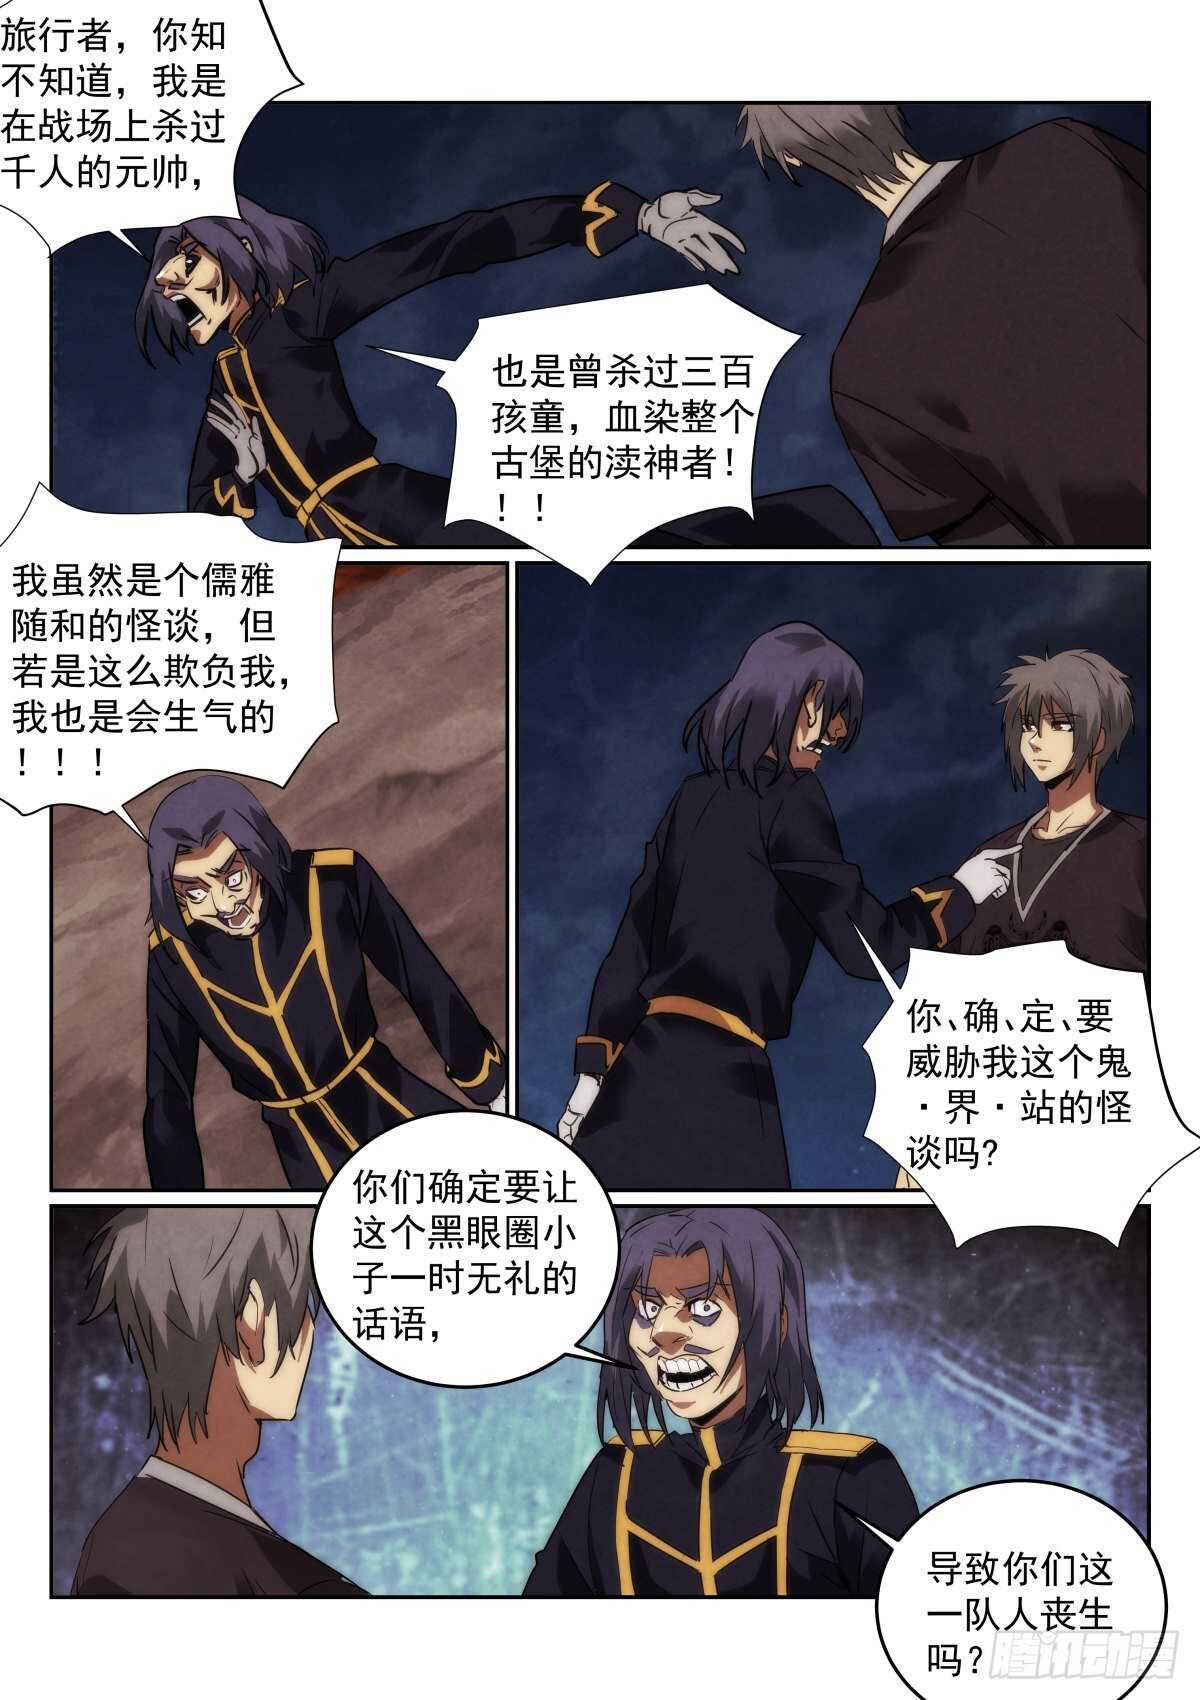 旅行者，你知
不知道，我是
在战场上杀过
千人的元帅，
也是曾杀过三百
孩童，血染整个
古堡的渎神者！
！！
我虽然是个儒雅
随和的怪谈，但
若是这么欺负我，
我也是会生气的
！！！
你、确、定、要
威胁我这个鬼
·界·站的怪
谈吗？
你们确定要让
这个黑眼圈小
子一时无礼的
话语，
导致你们这
一队人丧生
吗？
腾讯动漫